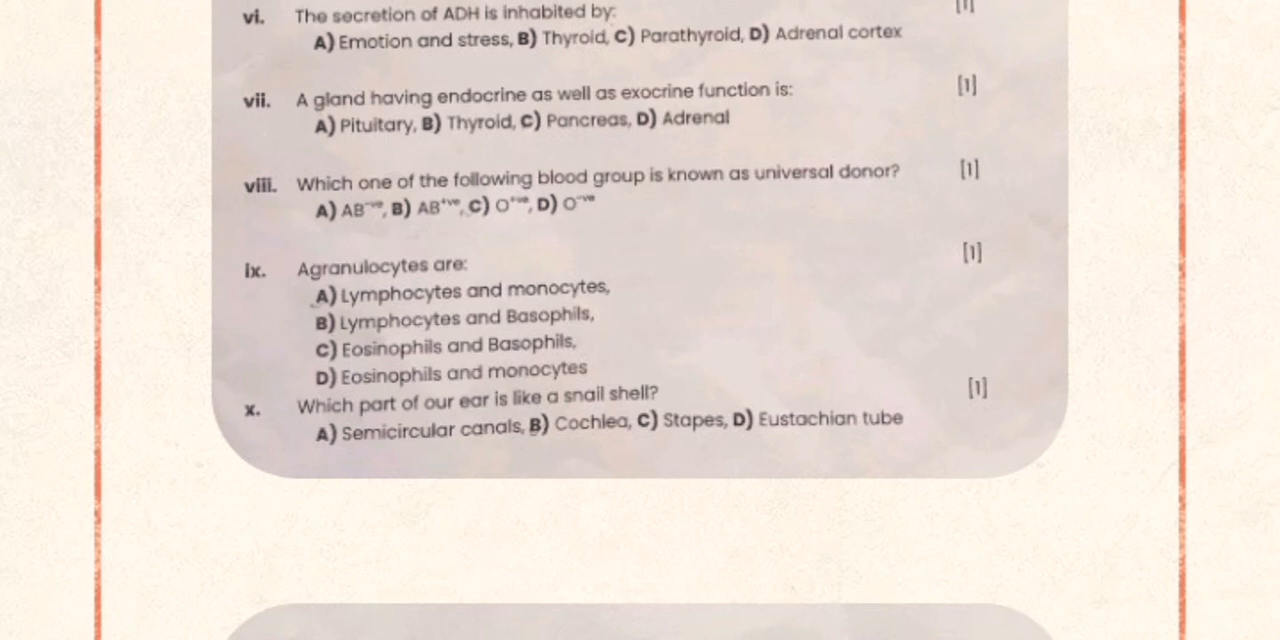 vi. The secretion of ADH is inhabited by: [1]
A) Emotion and stress, B) Thyroid, C) Parathyroid, D) Adrenal cortex
vii. A gland having endocrine as well as exocrine function is: [1]
A) Pituitary, B) Thyroid, C) Pancreas, D) Adrenal
viii. Which one of the following blood group is known as universal donor? [1]
A) AB⁻ᵛᵉ, B) AB⁺ᵛᵉ, C) O⁺ᵛᵉ, D) O⁻ᵛᵉ
ix. Agranulocytes are: [1]
A) Lymphocytes and monocytes,
B) Lymphocytes and Basophils,
C) Eosinophils and Basophils,
D) Eosinophils and monocytes
x. Which part of our ear is like a snail shell? [1]
A) Semicircular canals, B) Cochlea, C) Stapes, D) Eustachian tube